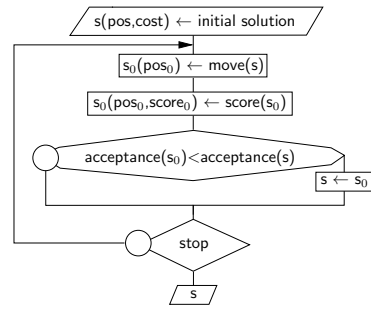 s(pos,cost) ← initial solution
s₀(pos₀) ← move(s)
s₀(pos₀,score₀) ← score(s₀)
acceptance(s₀)<acceptance(s)
s ← s₀
stop
s